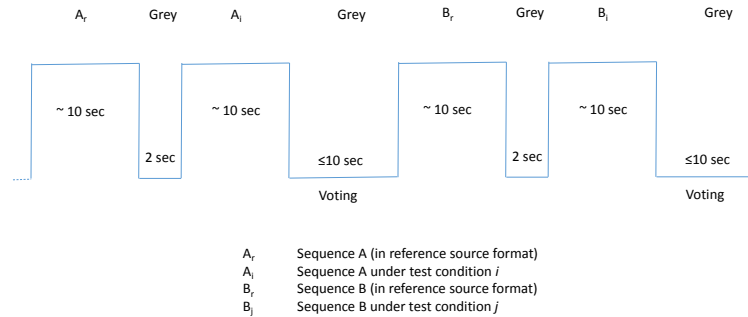 Aᵣ Grey Aᵢ Grey Bᵣ Grey Bᵢ Grey
~ 10 sec ~ 10 sec ~ 10 sec ~ 10 sec
2 sec ≤10 sec 2 sec ≤10 sec
Voting Voting
Aᵣ Sequence A (in reference source format)
Aᵢ Sequence A under test condition i
Bᵣ Sequence B (in reference source format)
Bⱼ Sequence B under test condition j